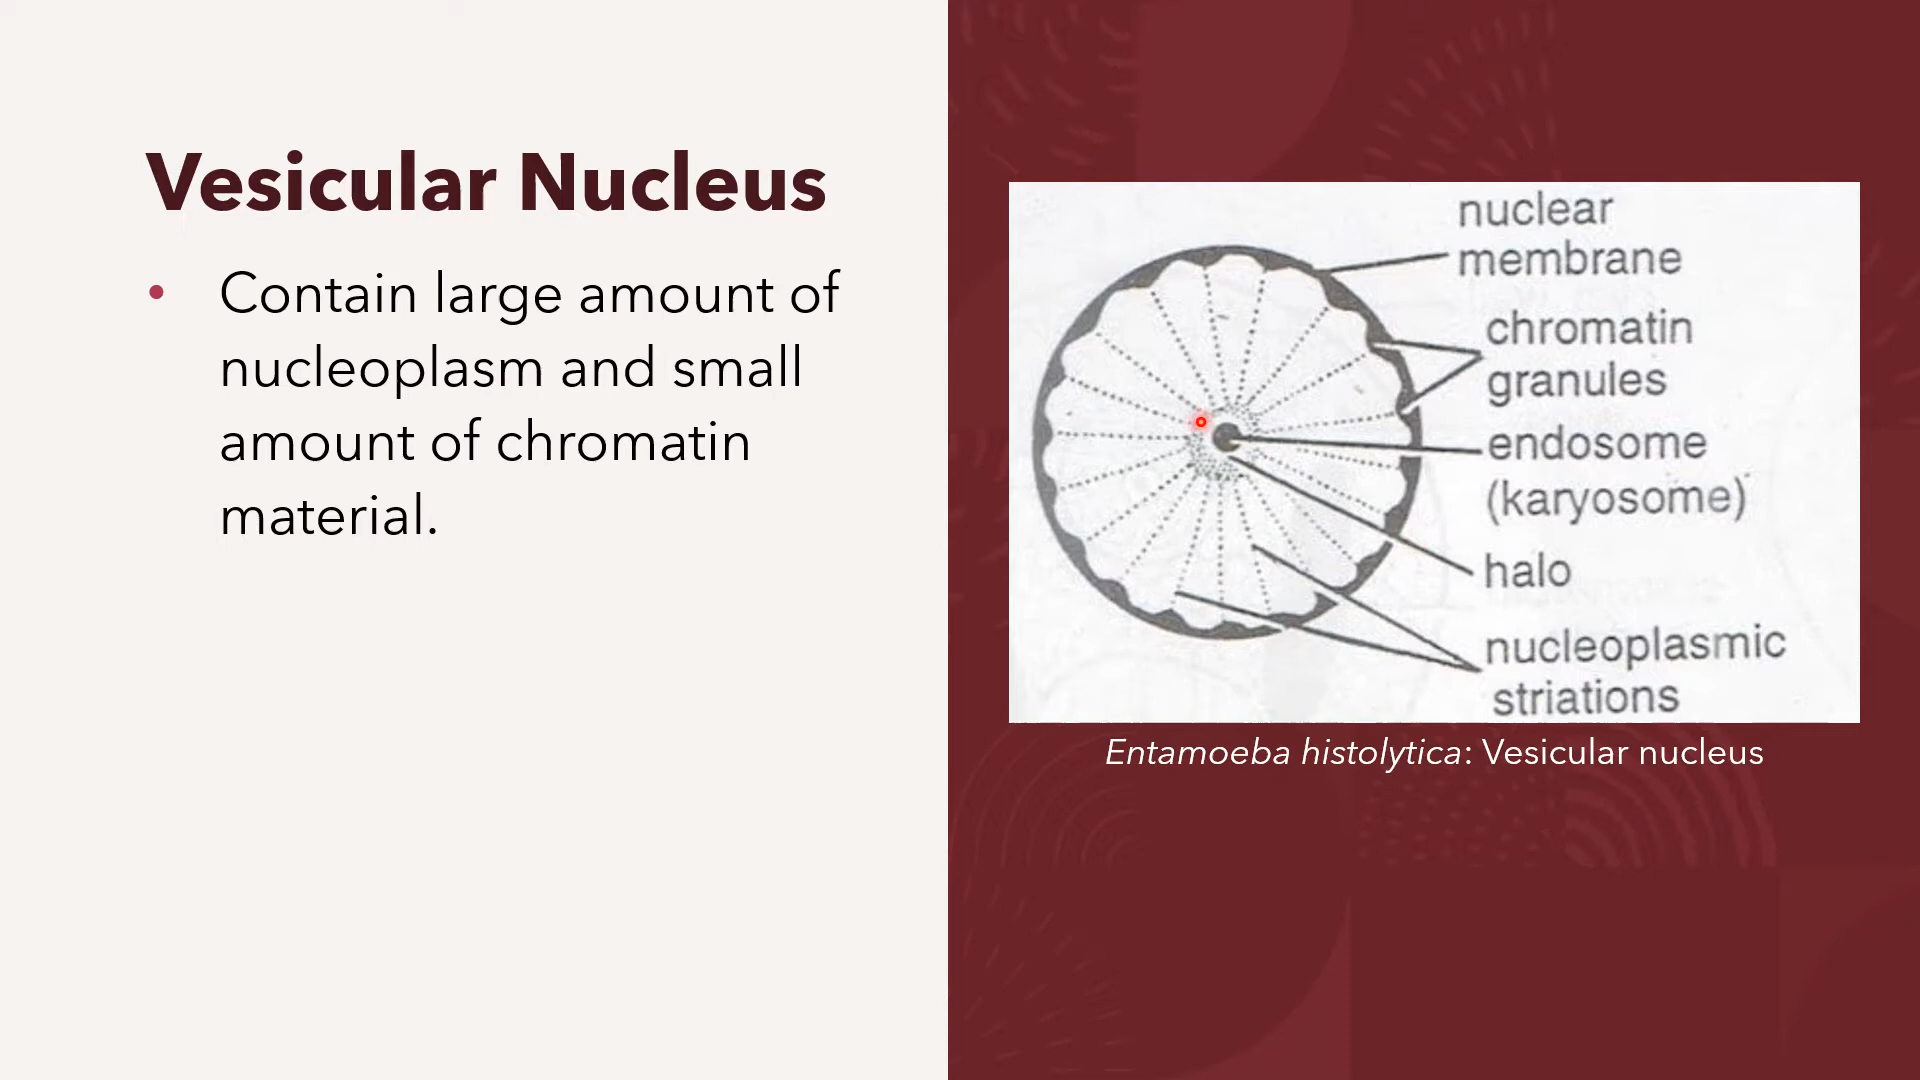 Vesicular Nucleus
• Contain large amount of
nucleoplasm and small
amount of chromatin
material.
nuclear
membrane
chromatin
granules
endosome
(karyosome)
halo
nucleoplasmic
striations
Entamoeba histolytica: Vesicular nucleus